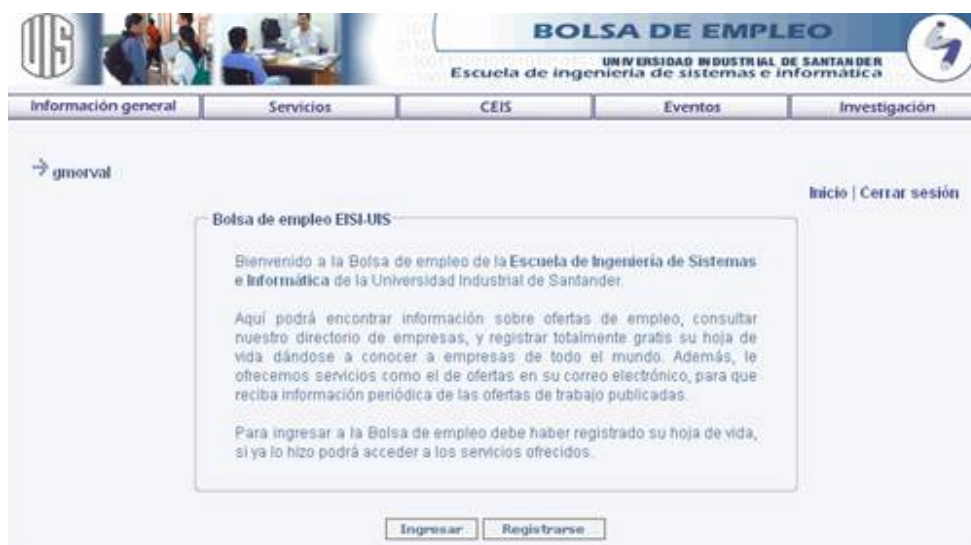 UIS
BOLSA DE EMPLEO
UNIVERSIDAD INDUSTRIAL DE SANTANDER
Escuela de ingeniería de sistemas e informática
Información general
Servicios
CEIS
Eventos
Investigación
gmorval
Inicio | Cerrar sesión
Bolsa de empleo EISI-UIS
Bienvenido a la Bolsa de empleo de la Escuela de Ingeniería de Sistemas
e Informática de la Universidad Industrial de Santander.
Aquí podrá encontrar información sobre ofertas de empleo, consultar
nuestro directorio de empresas, y registrar totalmente gratis su hoja de
vida dándose a conocer a empresas de todo el mundo. Además, le
ofrecemos servicios como el de ofertas en su correo electrónico, para que
reciba información periódica de las ofertas de trabajo publicadas.
Para ingresar a la Bolsa de empleo debe haber registrado su hoja de vida,
si ya lo hizo podrá acceder a los servicios ofrecidos.
Ingresar
Registrarse